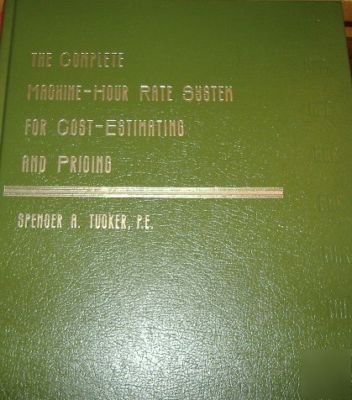 The Complete
Machine-Hour Rate System
for Cost-Estimating
and Pricing
Spencer A. Tucker, P.E.